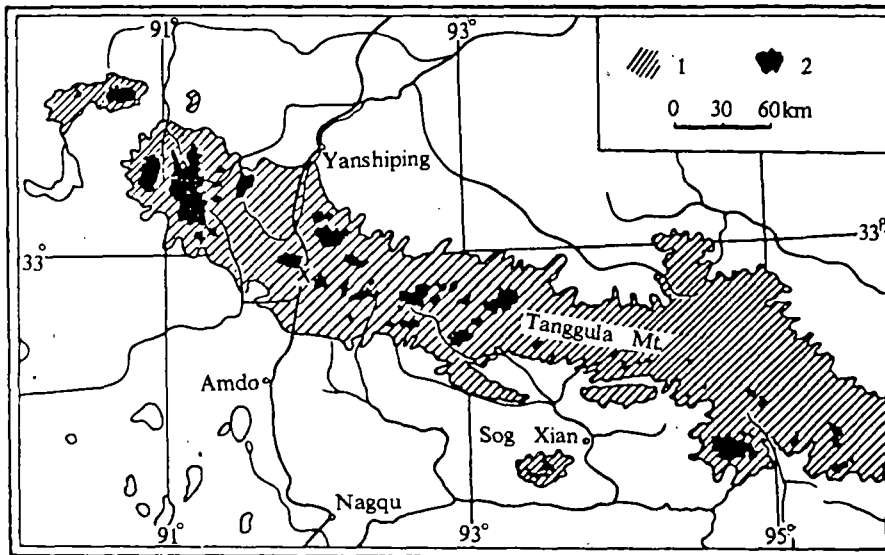 91°
93°
1 2
0 30 60km
Yanshiping
33°
33°
Tanggula Mt.
Amdo
Sog Xian
Nagqu
91°
93°
95°